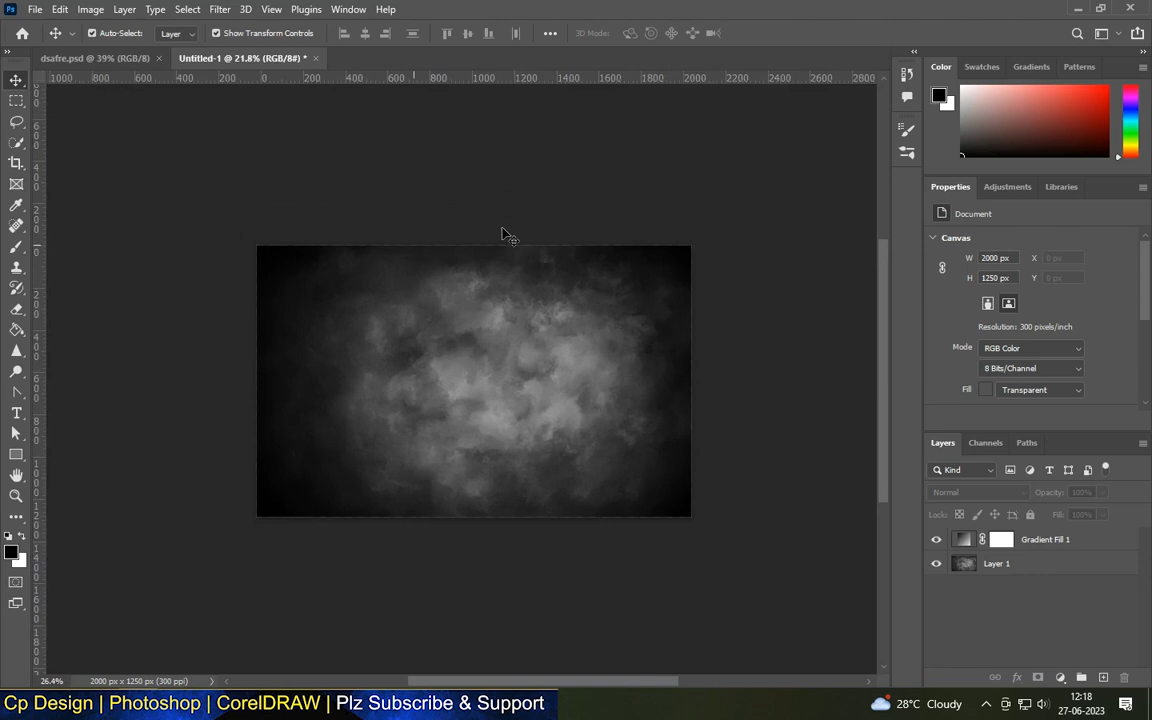 Ps File Edit Image Layer Type Select Filter 3D View Plugins Window Help
Auto-Select: Layer Show Transform Controls 3D Mode:
dsafre.psd @ 39% (RGB/8) × Untitled-1 @ 21.8% (RGB/8#) * ×
1000 800 600 400 200 0 200 400 600 800 1000 1200 1400 1600 1800 2000 2200 2400 2600 2800
Color Swatches Gradients Patterns
Properties Adjustments Libraries
Document
Canvas
W 2000 px X 0 px
H 1250 px Y 0 px
Resolution: 300 pixels/inch
Mode RGB Color
8 Bits/Channel
Fill Transparent
Layers Channels Paths
Kind
Normal Opacity: 100%
Lock: Fill: 100%
Gradient Fill 1
Layer 1
26.4% 2000 px x 1250 px (300 ppi)
Cp Design | Photoshop | CorelDRAW | Plz Subscribe & Support
28°C Cloudy
12:18
27-06-2023